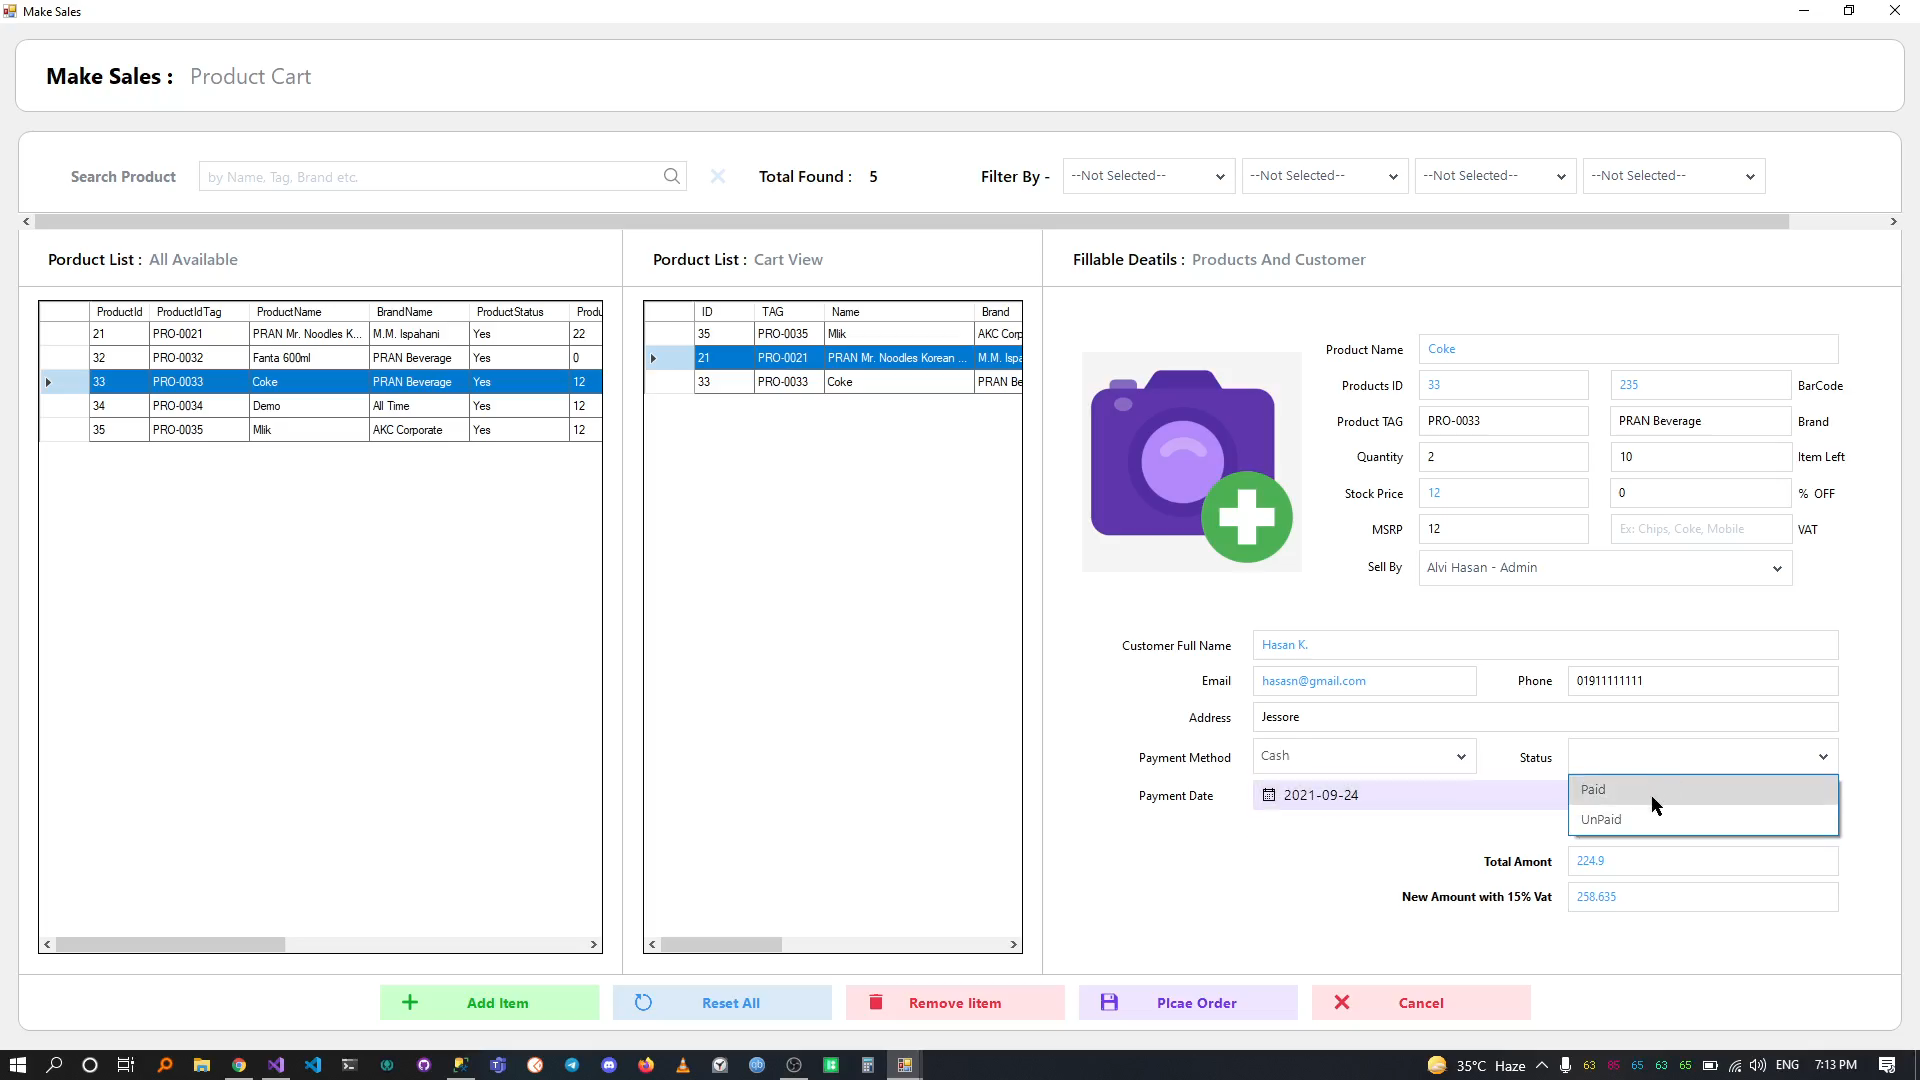 Make Sales
Make Sales : Product Cart
Search Product by Name, Tag, Brand etc. Total Found : 5 Filter By - --Not Selected-- --Not Selected-- --Not Selected-- --Not Selected--
Porduct List : All Available
ProductId ProductIdTag ProductName BrandName ProductStatus Produ
21 PRO-0021 PRAN Mr. Noodles K... M.M. Ispahani Yes 22
32 PRO-0032 Fanta 600ml PRAN Beverage Yes 0
33 PRO-0033 Coke PRAN Beverage Yes 12
34 PRO-0034 Demo All Time Yes 12
35 PRO-0035 Mlik AKC Corporate Yes 12
Porduct List : Cart View
ID TAG Name Brand
35 PRO-0035 Mlik AKC Corp
21 PRO-0021 PRAN Mr. Noodles Korean ... M.M. Ispa
33 PRO-0033 Coke PRAN Be
Fillable Deatils : Products And Customer
Product Name Coke
Products ID 33 235 BarCode
Product TAG PRO-0033 PRAN Beverage Brand
Quantity 2 10 Item Left
Stock Price 12 0 % OFF
MSRP 12 Ex: Chips, Coke, Mobile VAT
Sell By Alvi Hasan - Admin
Customer Full Name Hasan K.
Email hasasn@gmail.com Phone 01911111111
Address Jessore
Payment Method Cash Status
Paid
Payment Date 2021-09-24
UnPaid
Total Amont 224.9
New Amount with 15% Vat 258.635
Add Item Reset All Remove Iitem Plcae Order Cancel
35°C Haze 63 85 65 63 65 ENG 7:13 PM